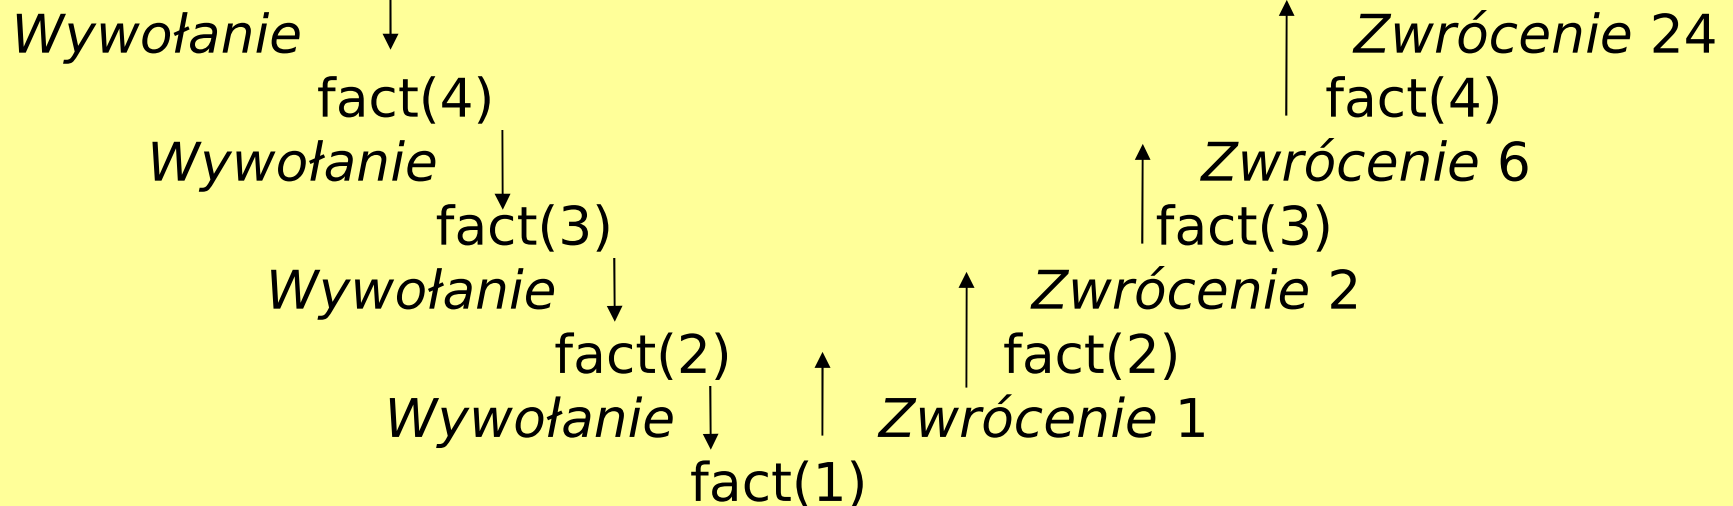 Wywołanie Zwrócenie 24
fact(4) fact(4)
Wywołanie Zwrócenie 6
fact(3) fact(3)
Wywołanie Zwrócenie 2
fact(2) fact(2)
Wywołanie Zwrócenie 1
fact(1)